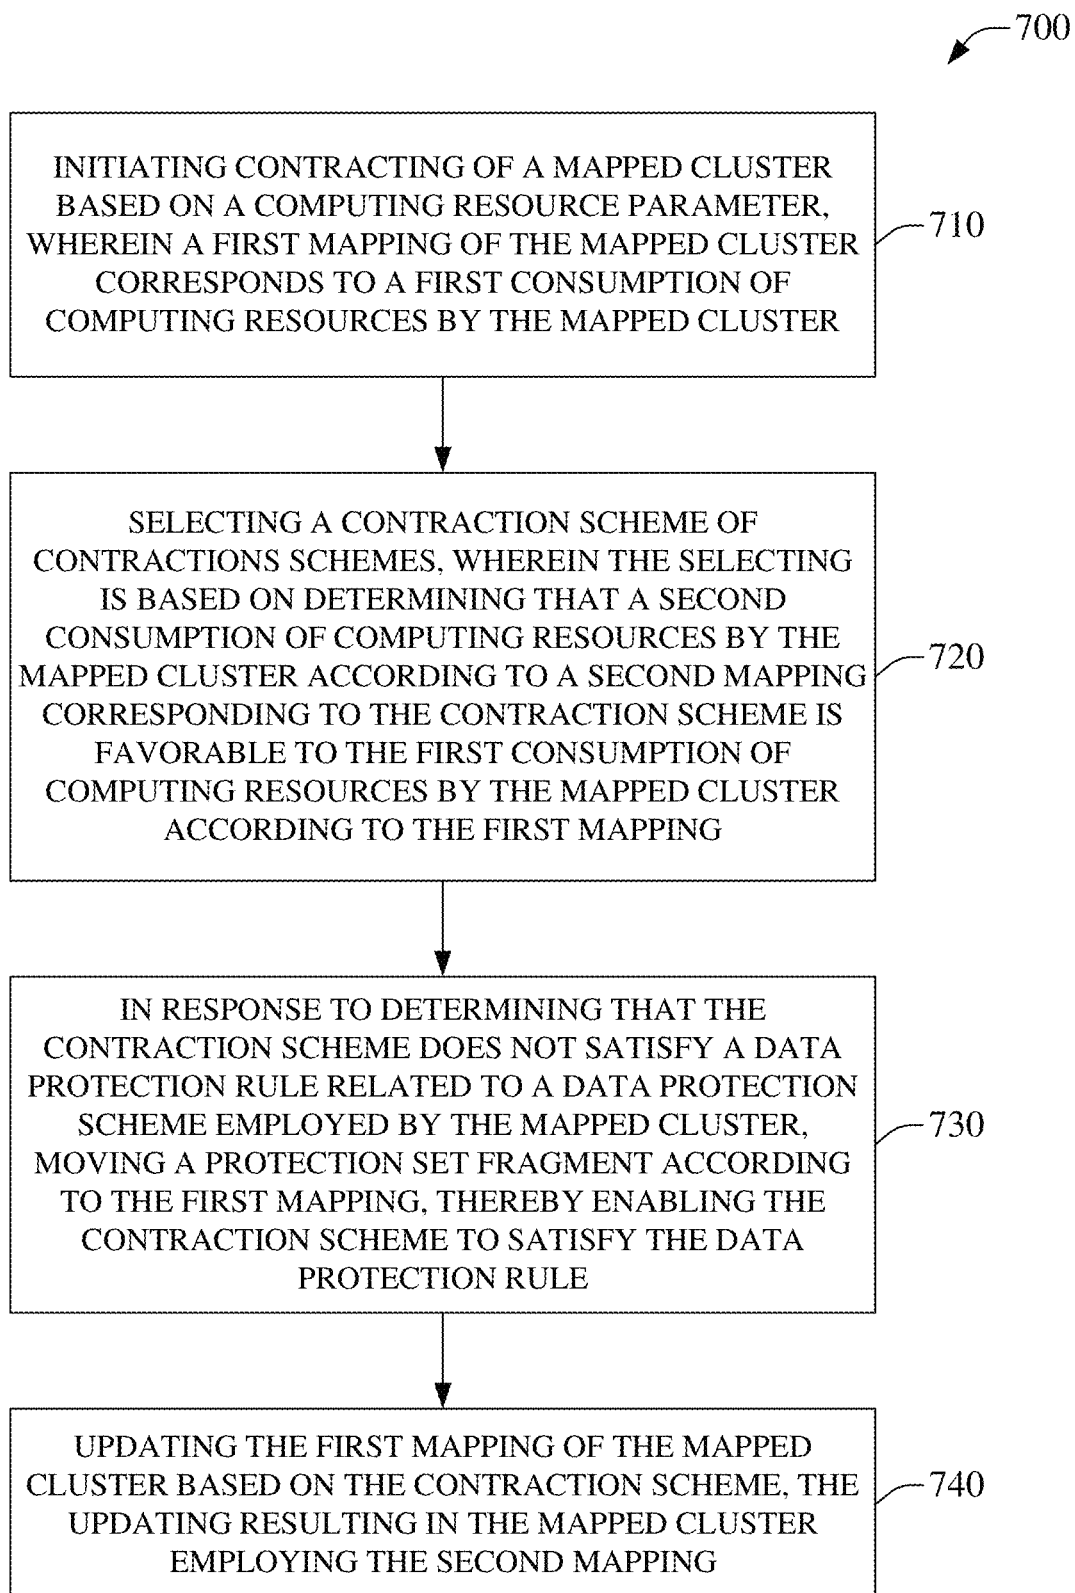 700
INITIATING CONTRACTING OF A MAPPED CLUSTER
BASED ON A COMPUTING RESOURCE PARAMETER,
WHEREIN A FIRST MAPPING OF THE MAPPED CLUSTER
CORRESPONDS TO A FIRST CONSUMPTION OF
COMPUTING RESOURCES BY THE MAPPED CLUSTER
710
SELECTING A CONTRACTION SCHEME OF
CONTRACTIONS SCHEMES, WHEREIN THE SELECTING
IS BASED ON DETERMINING THAT A SECOND
CONSUMPTION OF COMPUTING RESOURCES BY THE
MAPPED CLUSTER ACCORDING TO A SECOND MAPPING
CORRESPONDING TO THE CONTRACTION SCHEME IS
FAVORABLE TO THE FIRST CONSUMPTION OF
COMPUTING RESOURCES BY THE MAPPED CLUSTER
ACCORDING TO THE FIRST MAPPING
720
IN RESPONSE TO DETERMINING THAT THE
CONTRACTION SCHEME DOES NOT SATISFY A DATA
PROTECTION RULE RELATED TO A DATA PROTECTION
SCHEME EMPLOYED BY THE MAPPED CLUSTER,
MOVING A PROTECTION SET FRAGMENT ACCORDING
TO THE FIRST MAPPING, THEREBY ENABLING THE
CONTRACTION SCHEME TO SATISFY THE DATA
PROTECTION RULE
730
UPDATING THE FIRST MAPPING OF THE MAPPED
CLUSTER BASED ON THE CONTRACTION SCHEME, THE
UPDATING RESULTING IN THE MAPPED CLUSTER
EMPLOYING THE SECOND MAPPING
740